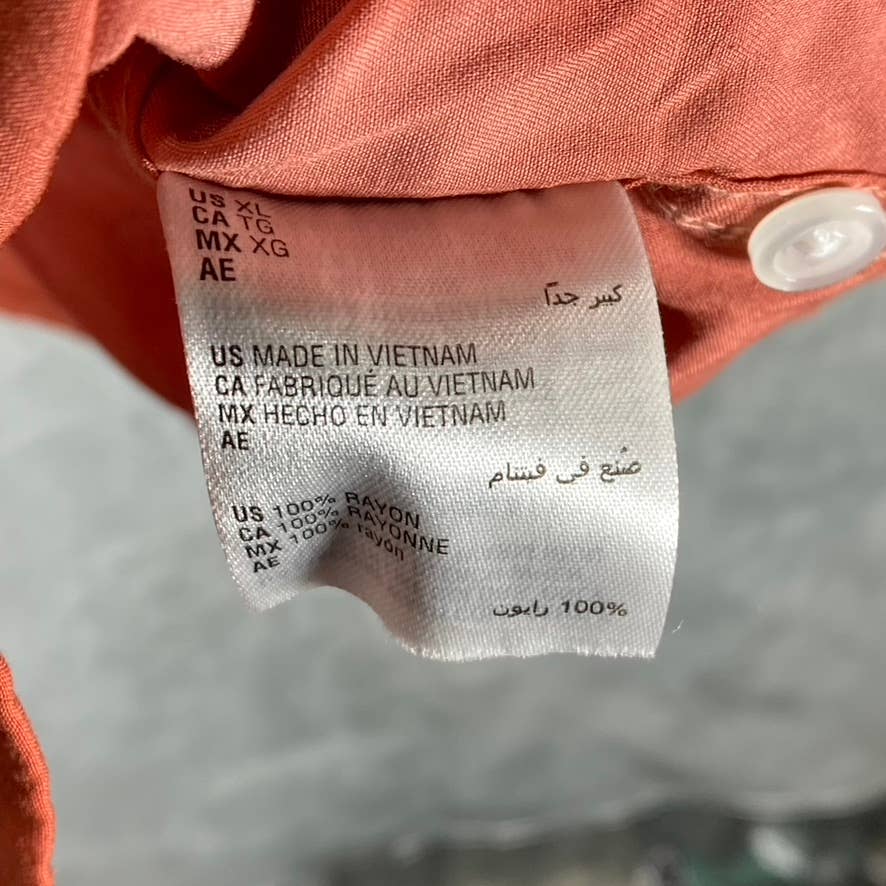 US XL
CA TG
MX XG
AE
كبير جداً
US MADE IN VIETNAM
CA FABRIQUÉ AU VIETNAM
MX HECHO EN VIETNAM
AE
صُنع في فيتنام
US 100% RAYON
CA 100% RAYONNE
MX 100% rayón
AE
100% رايون